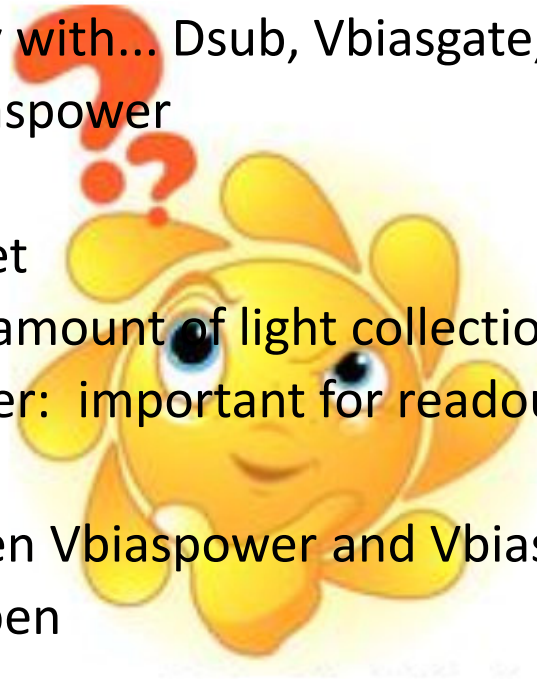 with... Dsub, Vbiasgate,
spower
et
amount of light collectio
er: important for readou
en Vbiaspower and Vbias
pen